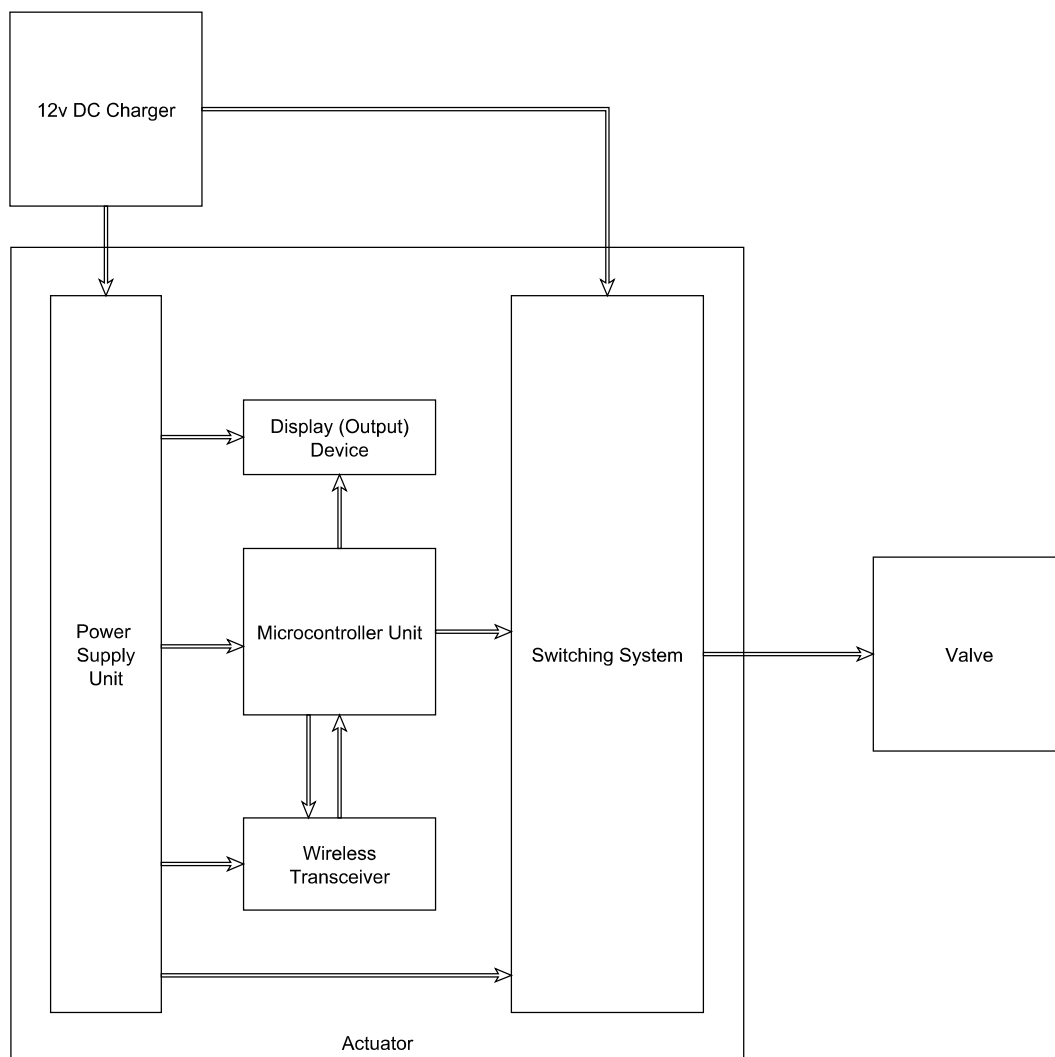 12v DC Charger
Display (Output)
Device
Power
Supply
Unit
Microcontroller Unit
Switching System
Valve
Wireless
Transceiver
Actuator